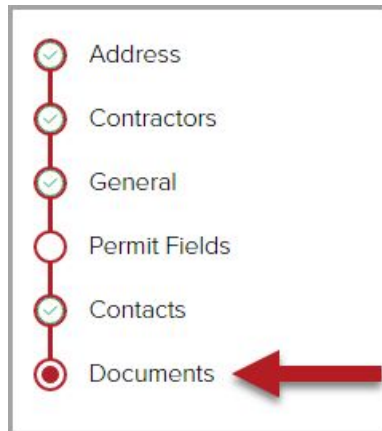 Address
Contractors
General
Permit Fields
Contacts
Documents